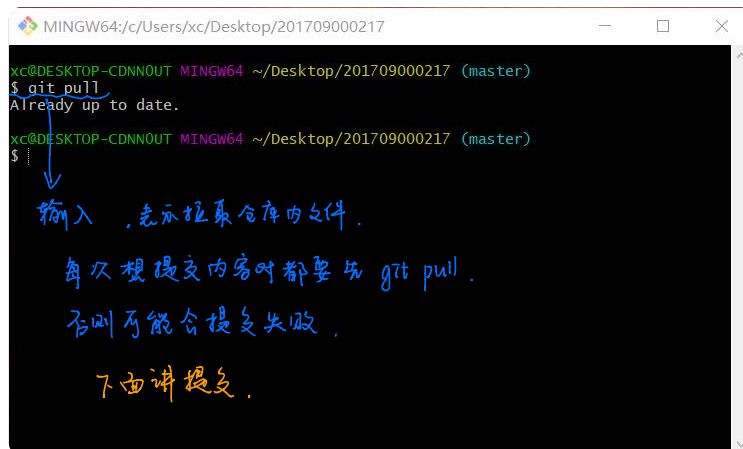 MINGW64:/c/Users/xc/Desktop/201709000217
xc@DESKTOP-CDNNOUT MINGW64 ~/Desktop/201709000217 (master)
$ git pull
Already up to date.
xc@DESKTOP-CDNNOUT MINGW64 ~/Desktop/201709000217 (master)
$
输入 ,表示拉取仓库内文件.
每次想提交内容时都要先 git pull.
否则可能会提交失败.
下面讲提交.